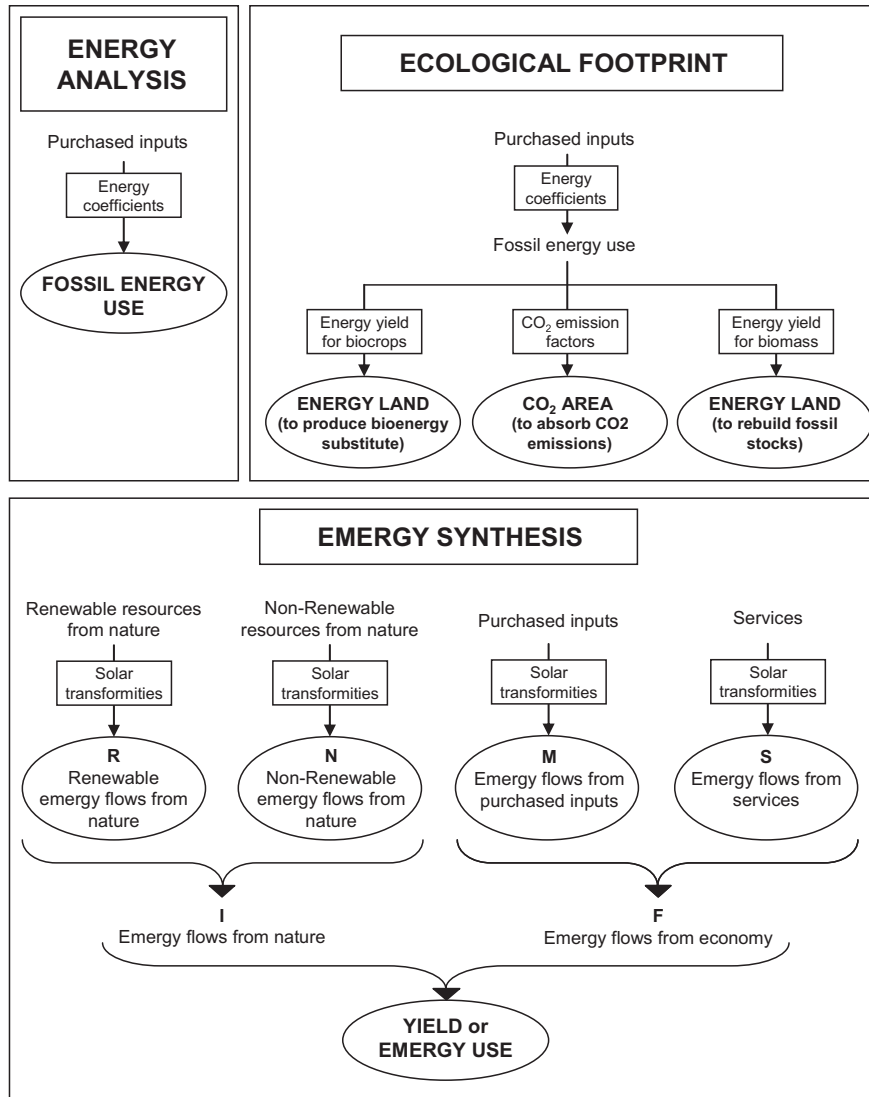 ENERGY
ANALYSIS
Purchased inputs
Energy
coefficients
FOSSIL ENERGY
USE
ECOLOGICAL FOOTPRINT
Purchased inputs
Energy
coefficients
Fossil energy use
Energy yield
for biocrops
CO₂ emission
factors
Energy yield
for biomass
ENERGY LAND
(to produce bioenergy
substitute)
CO₂ AREA
(to absorb CO2
emissions)
ENERGY LAND
(to rebuild fossil
stocks)
EMERGY SYNTHESIS
Renewable resources
from nature
Non-Renewable
resources from nature
Purchased inputs
Services
Solar
transformities
Solar
transformities
Solar
transformities
Solar
transformities
R
Renewable
emergy flows from
nature
N
Non-Renewable
emergy flows from
nature
M
Emergy flows from
purchased inputs
S
Emergy flows from
services
I
Emergy flows from nature
F
Emergy flows from economy
YIELD or
EMERGY USE